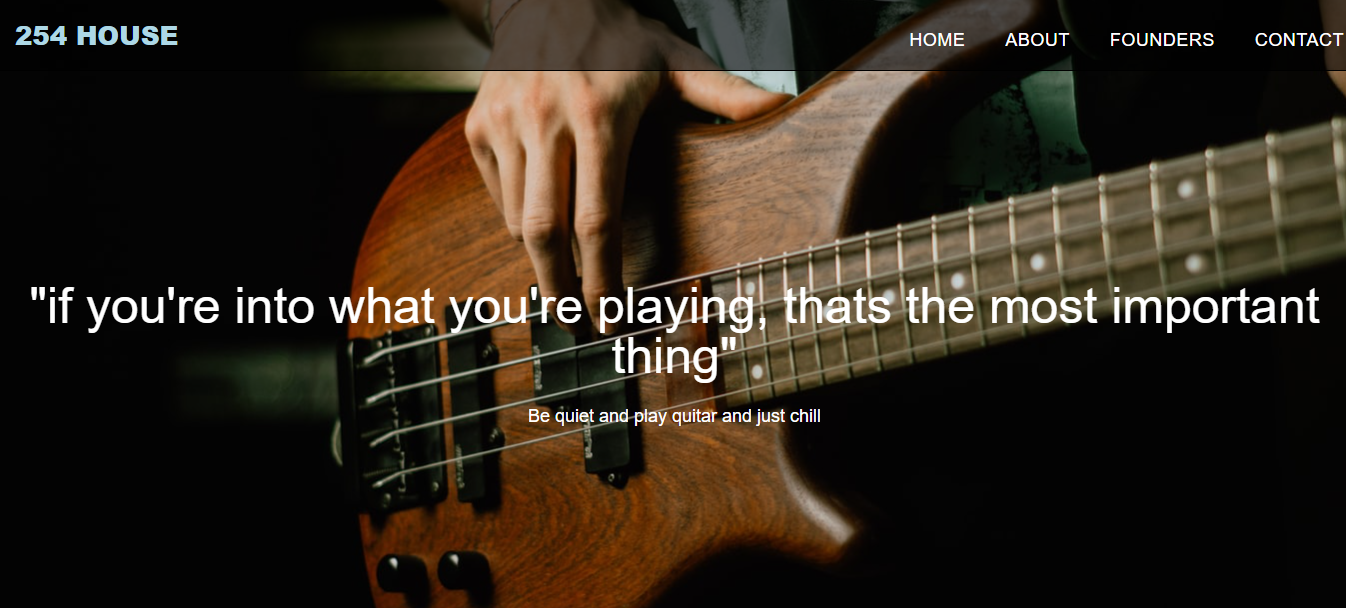 254 HOUSE
HOME ABOUT FOUNDERS CONTACT
"if you're into what you're playing, thats the most important
thing"
Be quiet and play quitar and just chill